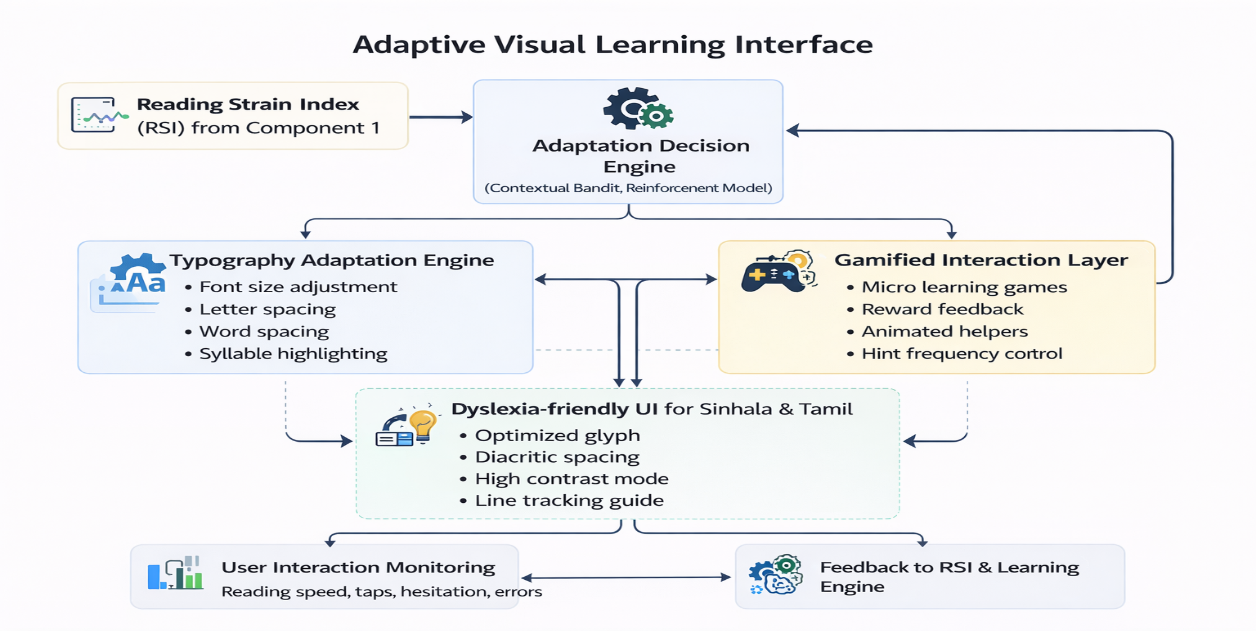 Adaptive Visual Learning Interface
Reading Strain Index
(RSI) from Component 1
Adaptation Decision
Engine
(Contextual Bandit, Reinforcenent Model)
Typography Adaptation Engine
Aa
• Font size adjustment
• Letter spacing
• Word spacing
• Syllable highlighting
Gamified Interaction Layer
• Micro learning games
• Reward feedback
• Animated helpers
• Hint frequency cortrol
Dyslexia-friendly UI for Sinhala & Tamil
• Optimized glyph
• Diacritic spacing
• High contrast mode
• Line tracking guide
User Interaction Monitoring
Reading speed, taps, hesitation, errors
Feedback to RSI & Learning
Engine